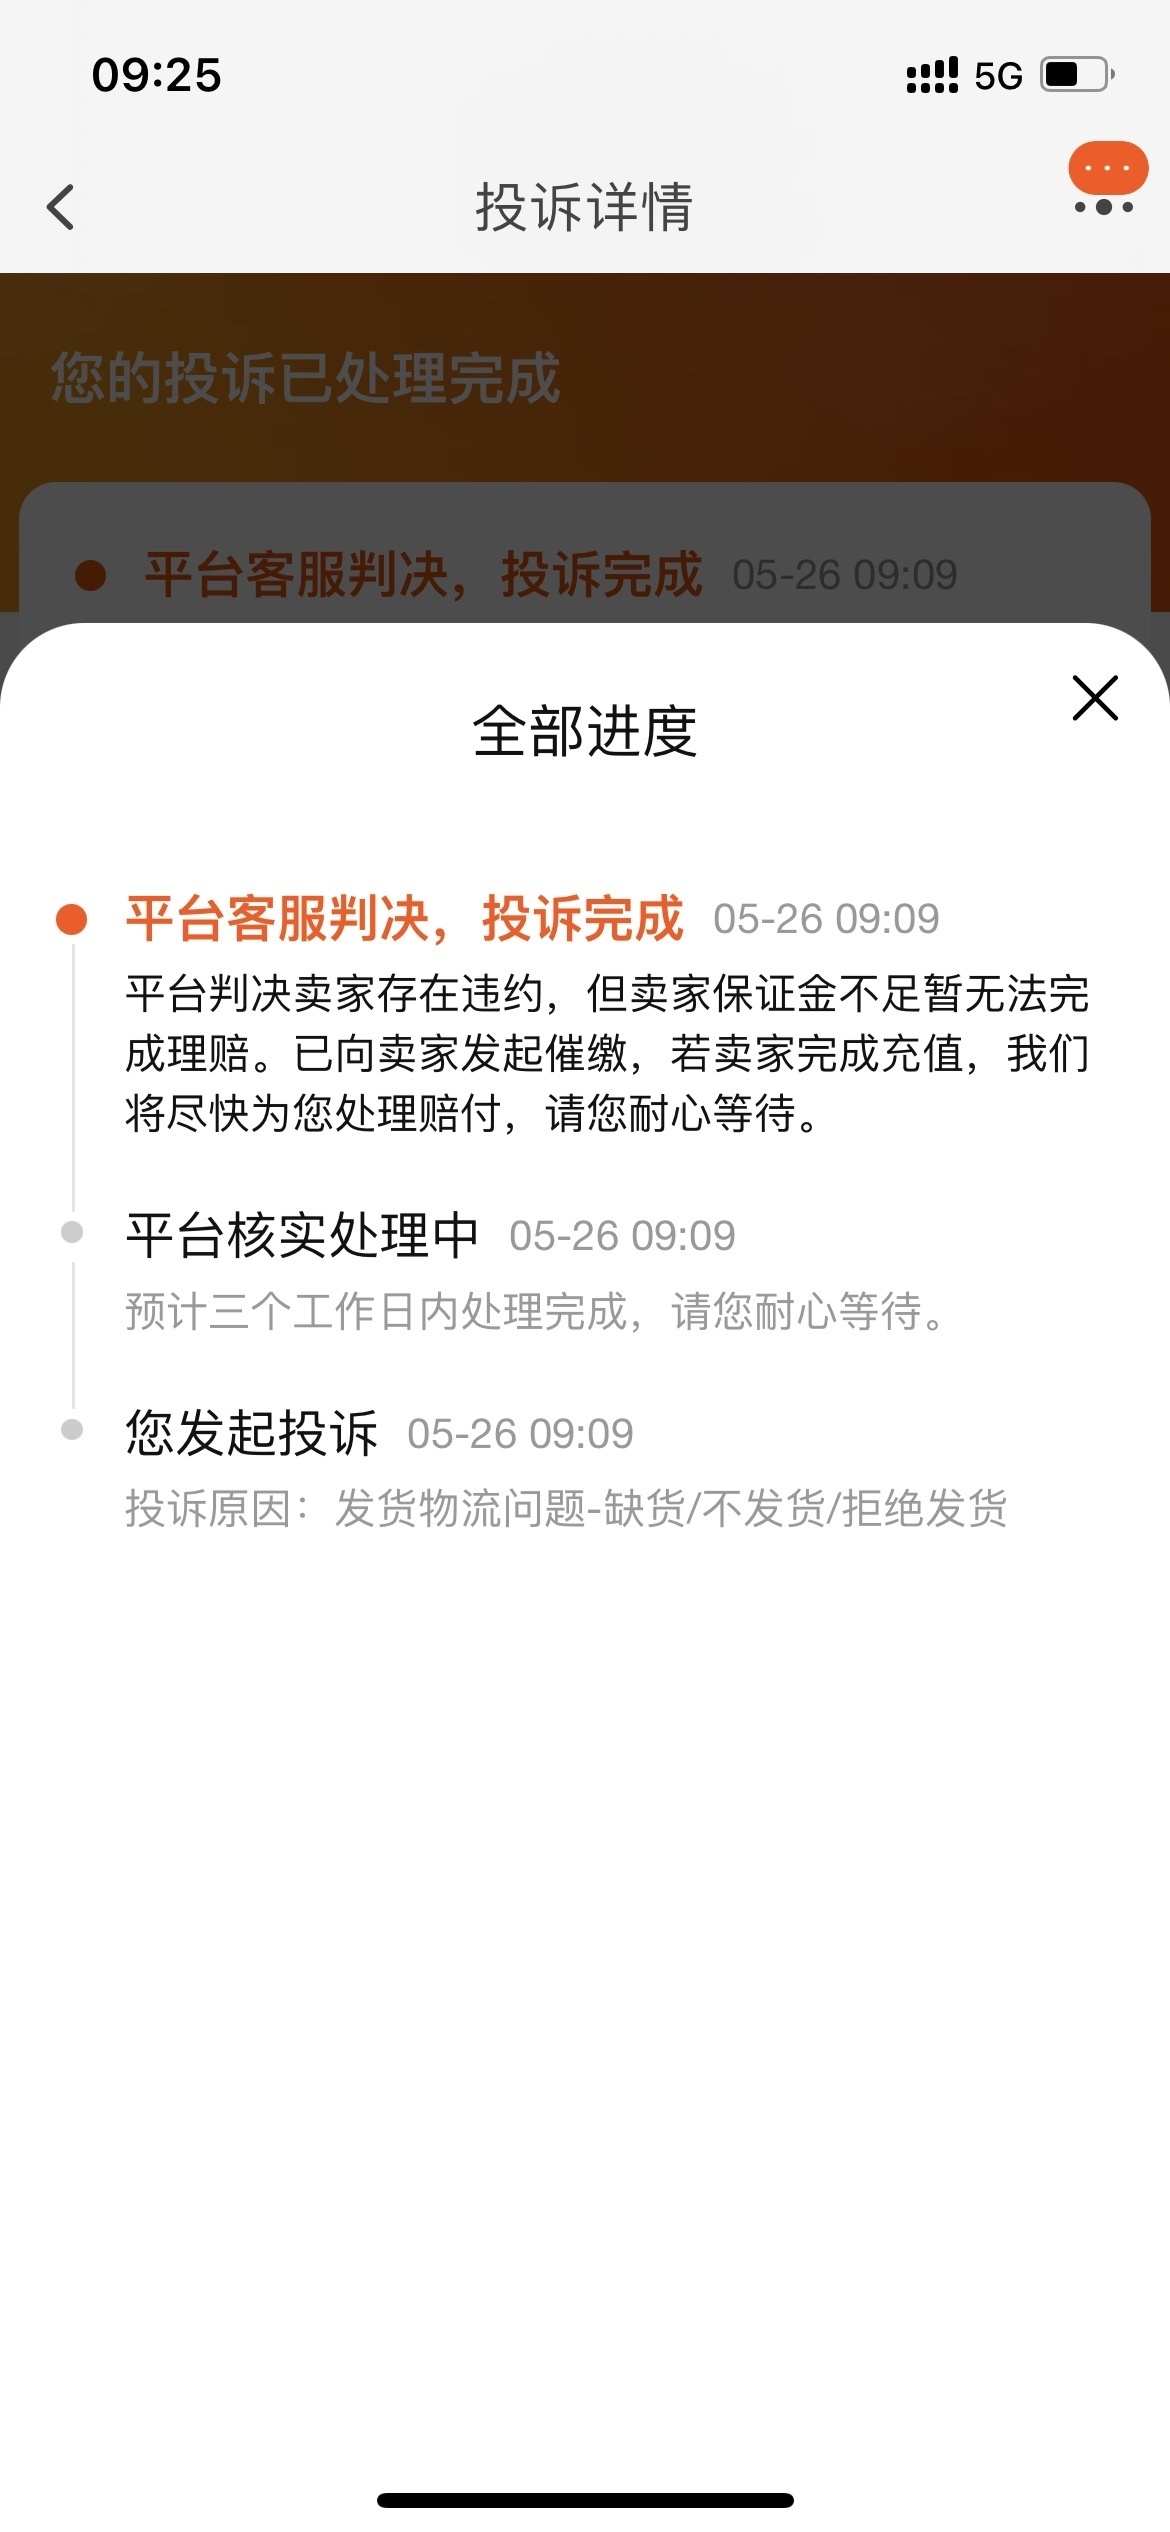 09:25
5G
投诉详情
您的投诉已处理完成
平台客服判决，投诉完成 05-26 09:09
全部进度
平台客服判决，投诉完成 05-26 09:09
平台判决卖家存在违约，但卖家保证金不足暂无法完
成理赔。已向卖家发起催缴，若卖家完成充值，我们
将尽快为您处理赔付，请您耐心等待。
平台核实处理中 05-26 09:09
预计三个工作日内处理完成，请您耐心等待。
您发起投诉 05-26 09:09
投诉原因：发货物流问题-缺货/不发货/拒绝发货